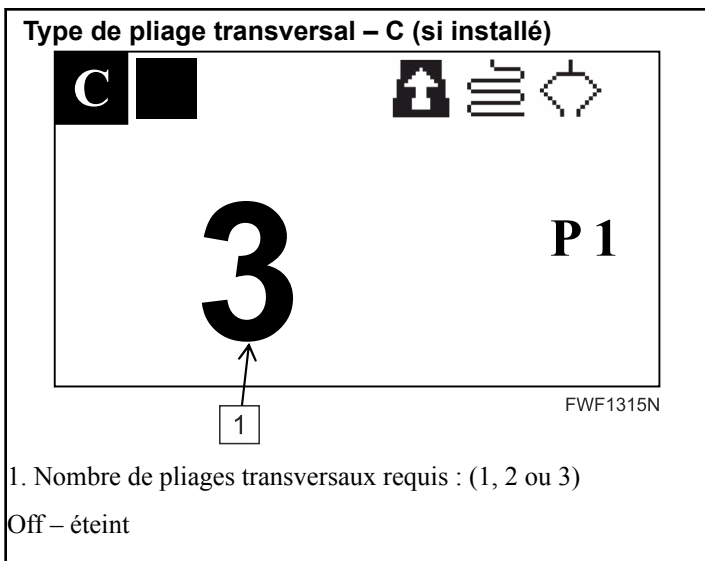 Type de pliage transversal – C (si installé)
C
3
P 1
1
FWF1315N
1. Nombre de pliages transversaux requis : (1, 2 ou 3)
Off – éteint